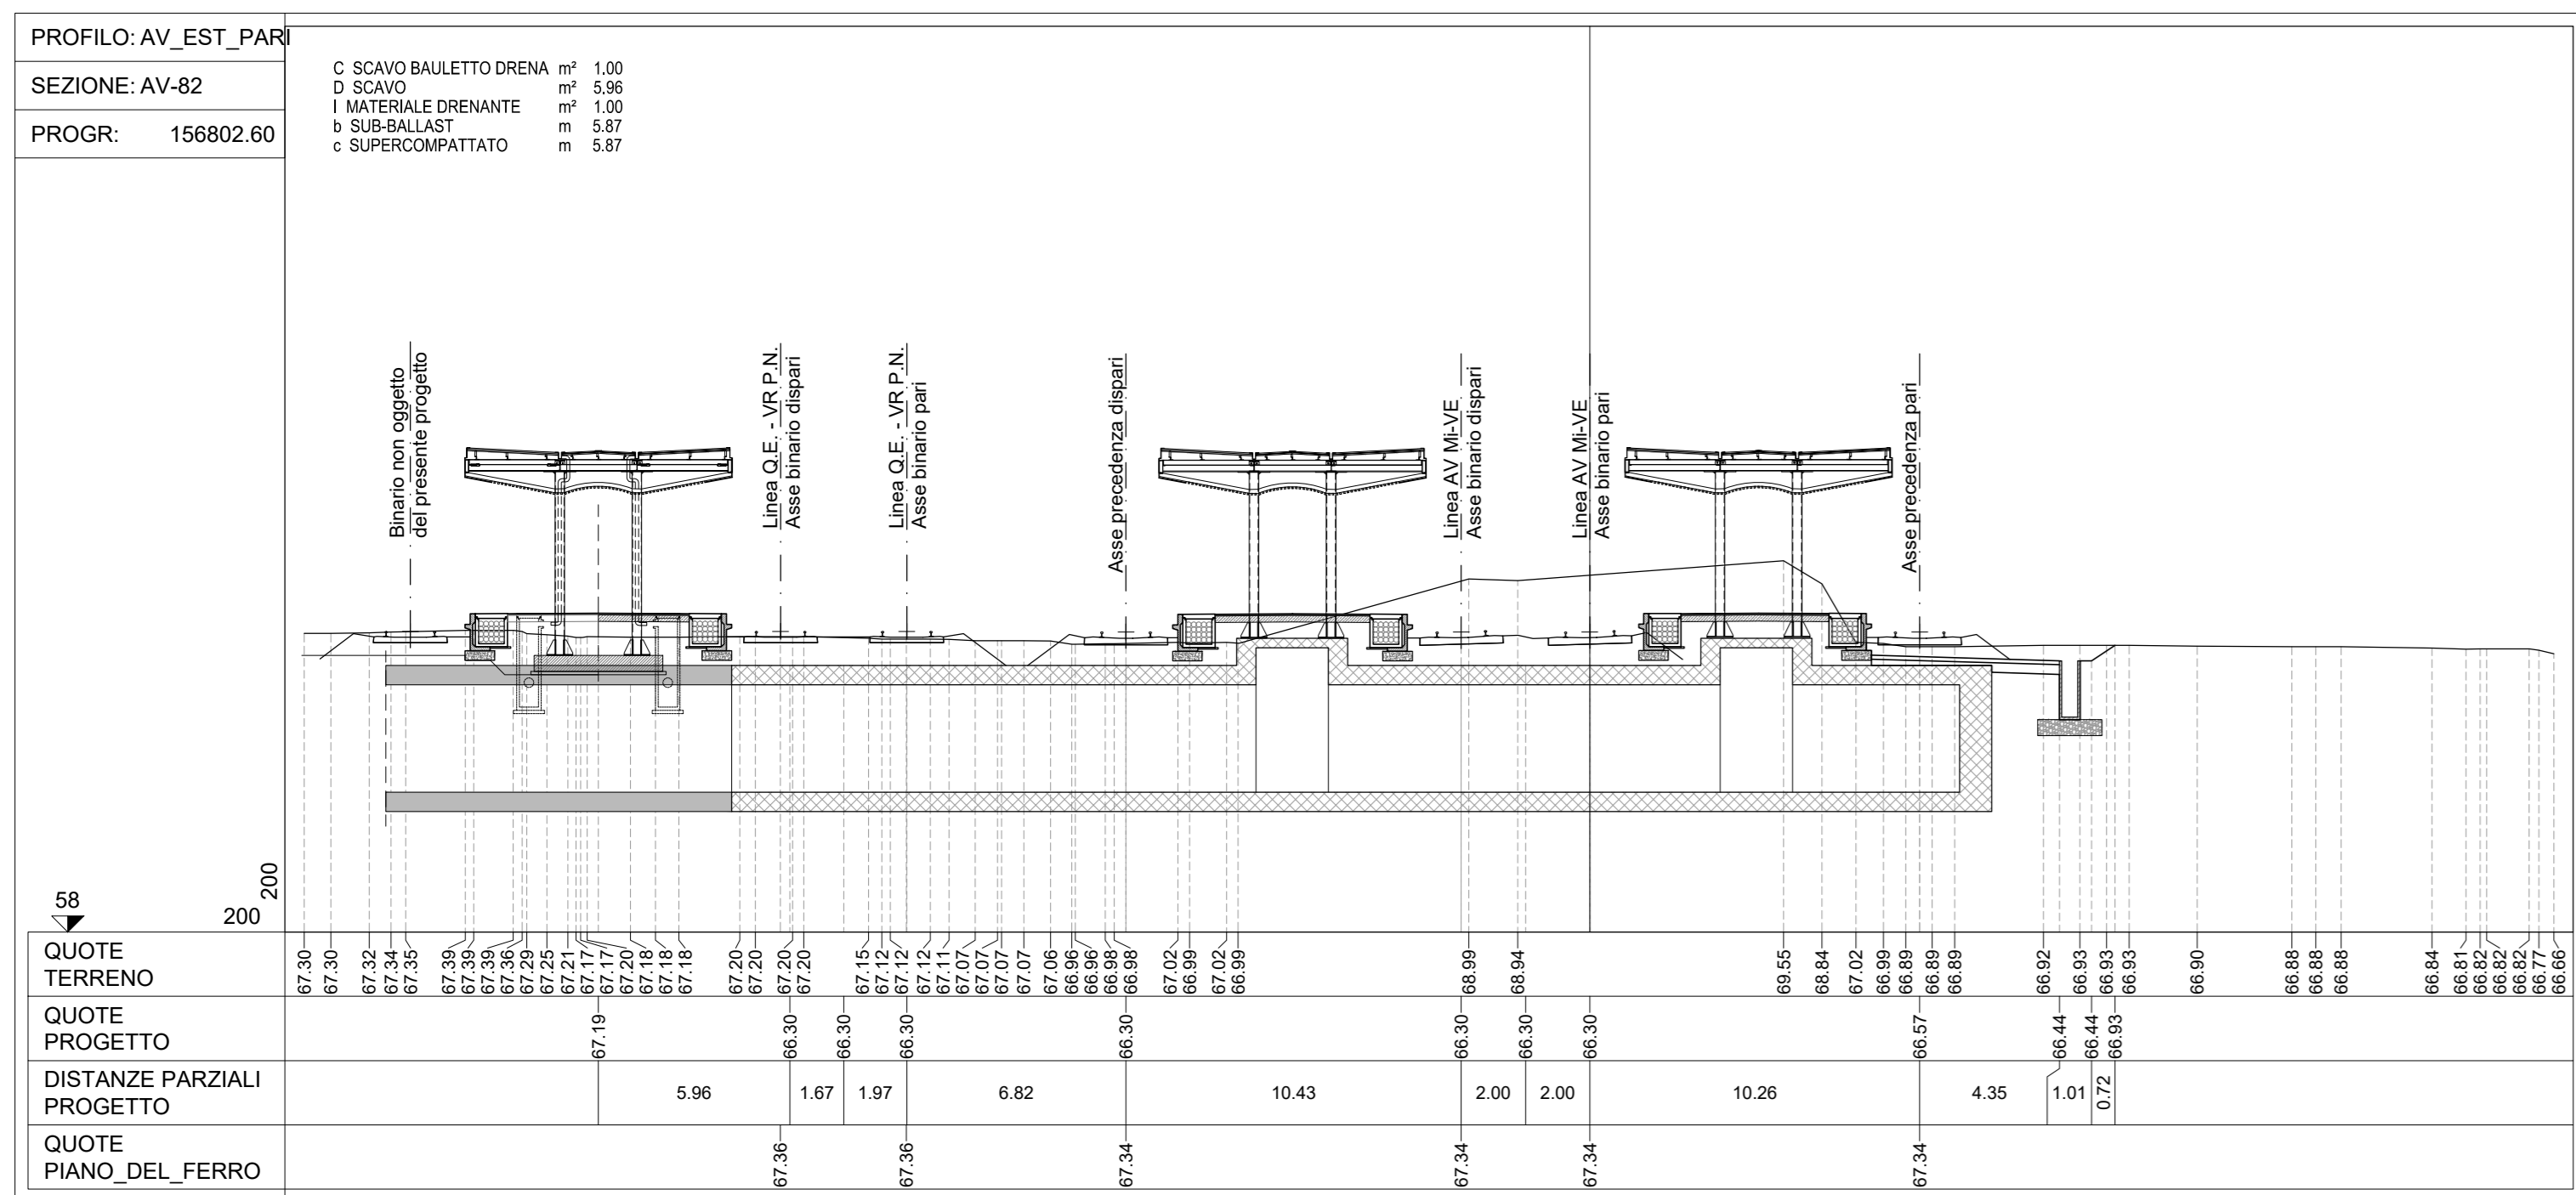 PROFILO: AV_EST_PARI
SEZIONE: AV-82
PROGR: 156802.60
C SCAVO BAULETTO DRENA m² 1.00
D SCAVO m² 5.96
I MATERIALE DRENANTE m² 1.00
b SUB-BALLAST m 5.87
c SUPERCOMPATTATO m 5.87
Binario non oggetto
del presente progetto
Linea Q.E. - VR P.N.
Asse binario dispari
Linea Q.E. - VR P.N.
Asse binario pari
Asse precedenza dispari
Linea AV Mi-VE
Asse binario dispari
Linea AV Mi-VE
Asse binario pari
Asse precedenza pari
58
200
200
QUOTE
TERRENO
67.30 67.30 67.32 67.34 67.35 67.39 67.39 67.39 67.36 67.29 67.25 67.21 67.17 67.17 67.20 67.18 67.18 67.18 67.20 67.20 67.20 67.20 67.15 67.12 67.12 67.12 67.11 67.07 67.07 67.07 67.06 66.96 66.96 66.98 66.98 67.02 66.99 67.02 66.99 68.99 68.94 69.55 68.84 67.02 66.99 66.89 66.89 66.89 66.92 66.93 66.93 66.93 66.90 66.88 66.88 66.88 66.84 66.81 66.82 66.82 66.82 66.77 66.66
QUOTE
PROGETTO
67.19 66.30 66.30 66.30 66.30 66.30 66.30 66.30 66.57 66.44 66.44 66.93
DISTANZE PARZIALI
PROGETTO
5.96 1.67 1.97 6.82 10.43 2.00 2.00 10.26 4.35 1.01 0.72
QUOTE
PIANO_DEL_FERRO
67.36 67.36 67.34 67.34 67.34 67.34